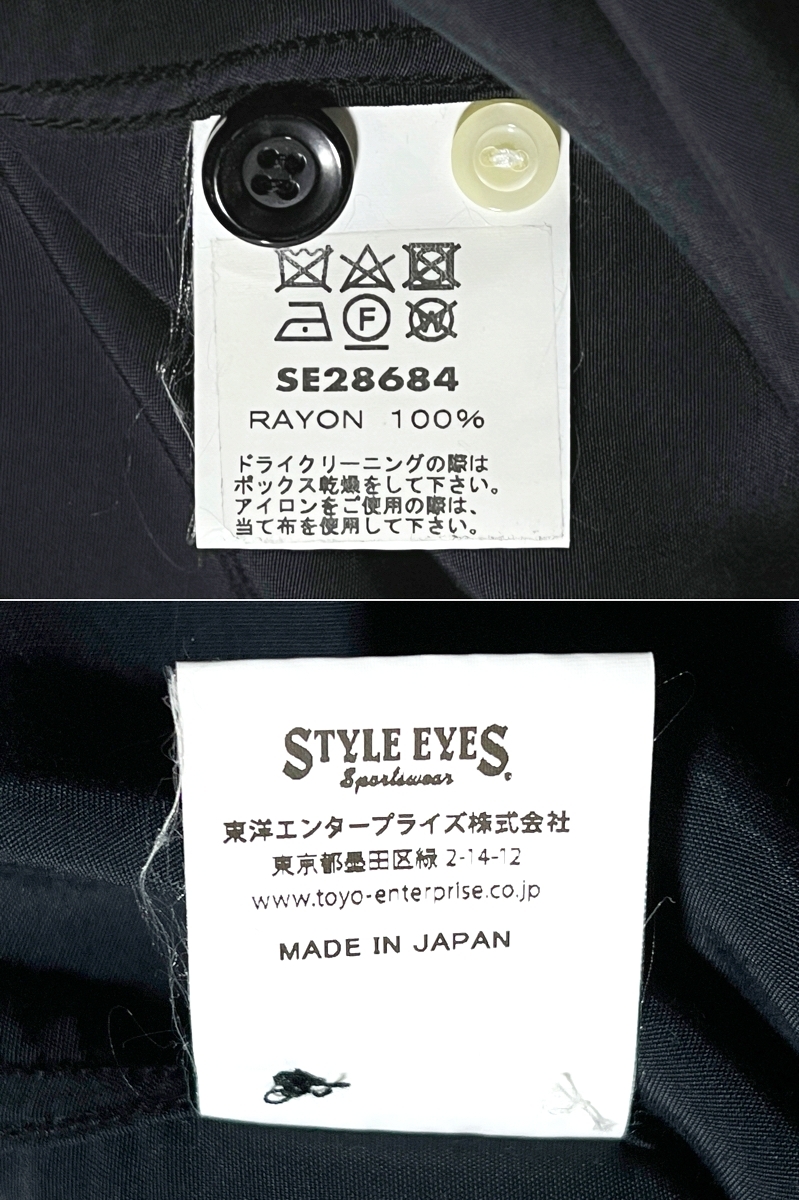 F
W
SE28684
RAYON 100%
ドライクリーニングの際は
ボックス乾燥をして下さい。
アイロンをご使用の際は、
当て布を使用して下さい。
STYLE EYES
Sportswear
東洋エンタープライズ株式会社
東京都墨田区緑 2-14-12
www.toyo-enterprise.co.jp
MADE IN JAPAN